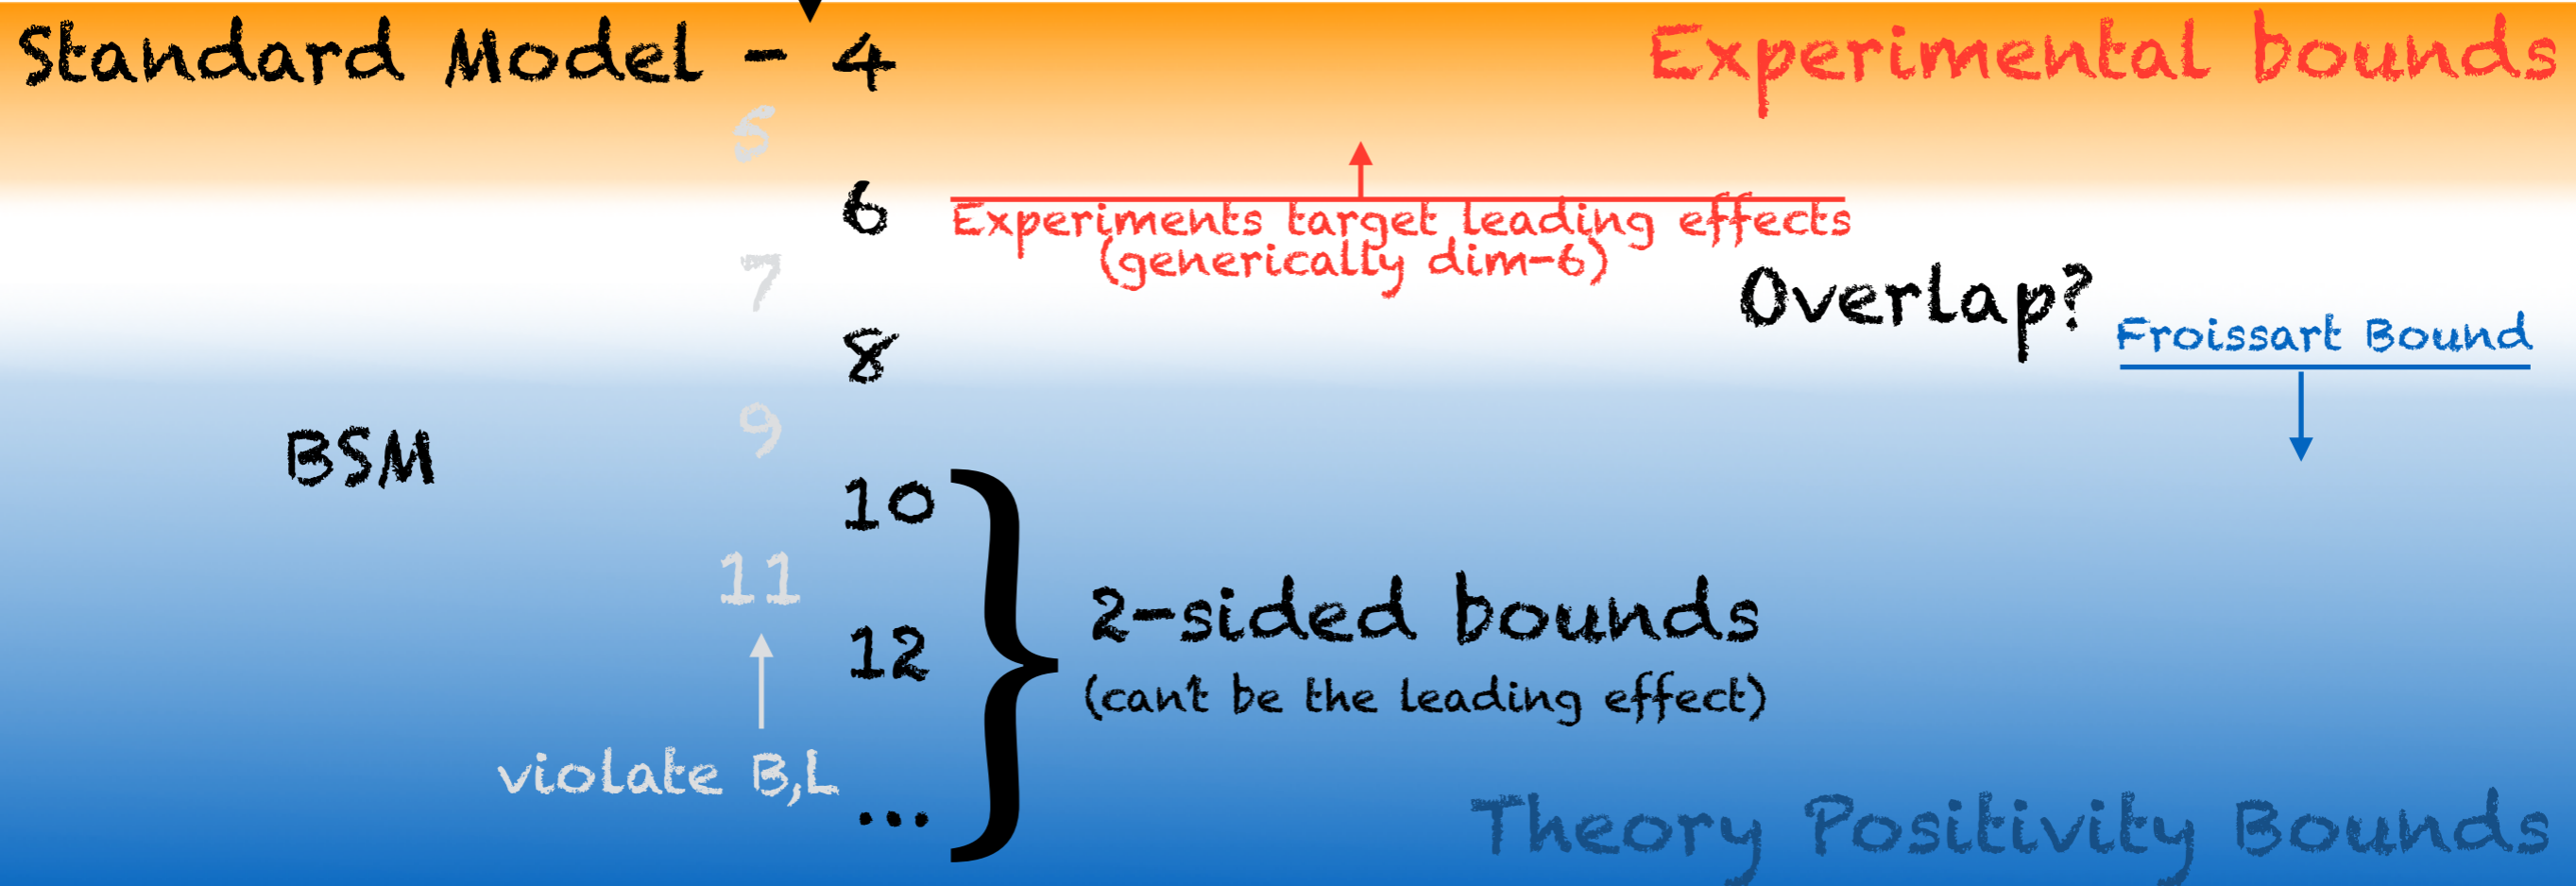 Standard Model - 4
Experimental bounds
5
6
Experiments target leading effects
(generically dim-6)
7
Overlap?
Froissart Bound
8
9
BSM
10
11
2-sided bounds
12
(can't be the leading effect)
violate B,L
...
Theory Positivity Bounds